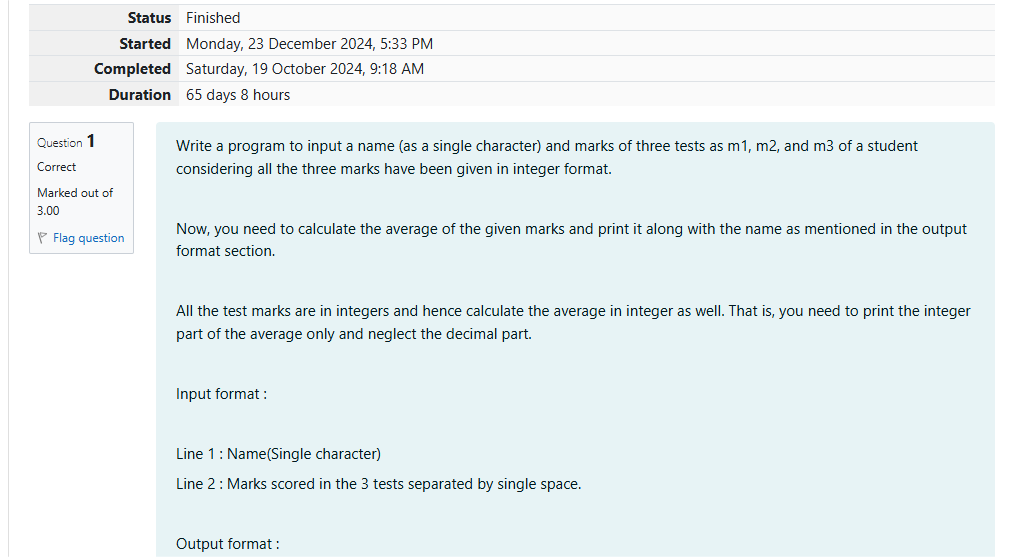 Status Finished
Started Monday, 23 December 2024, 5:33 PM
Completed Saturday, 19 October 2024, 9:18 AM
Duration 65 days 8 hours
Question 1
Correct
Marked out of
3.00
Flag question
Write a program to input a name (as a single character) and marks of three tests as m1, m2, and m3 of a student
considering all the three marks have been given in integer format.
Now, you need to calculate the average of the given marks and print it along with the name as mentioned in the output
format section.
All the test marks are in integers and hence calculate the average in integer as well. That is, you need to print the integer
part of the average only and neglect the decimal part.
Input format :
Line 1 : Name(Single character)
Line 2 : Marks scored in the 3 tests separated by single space.
Output format :